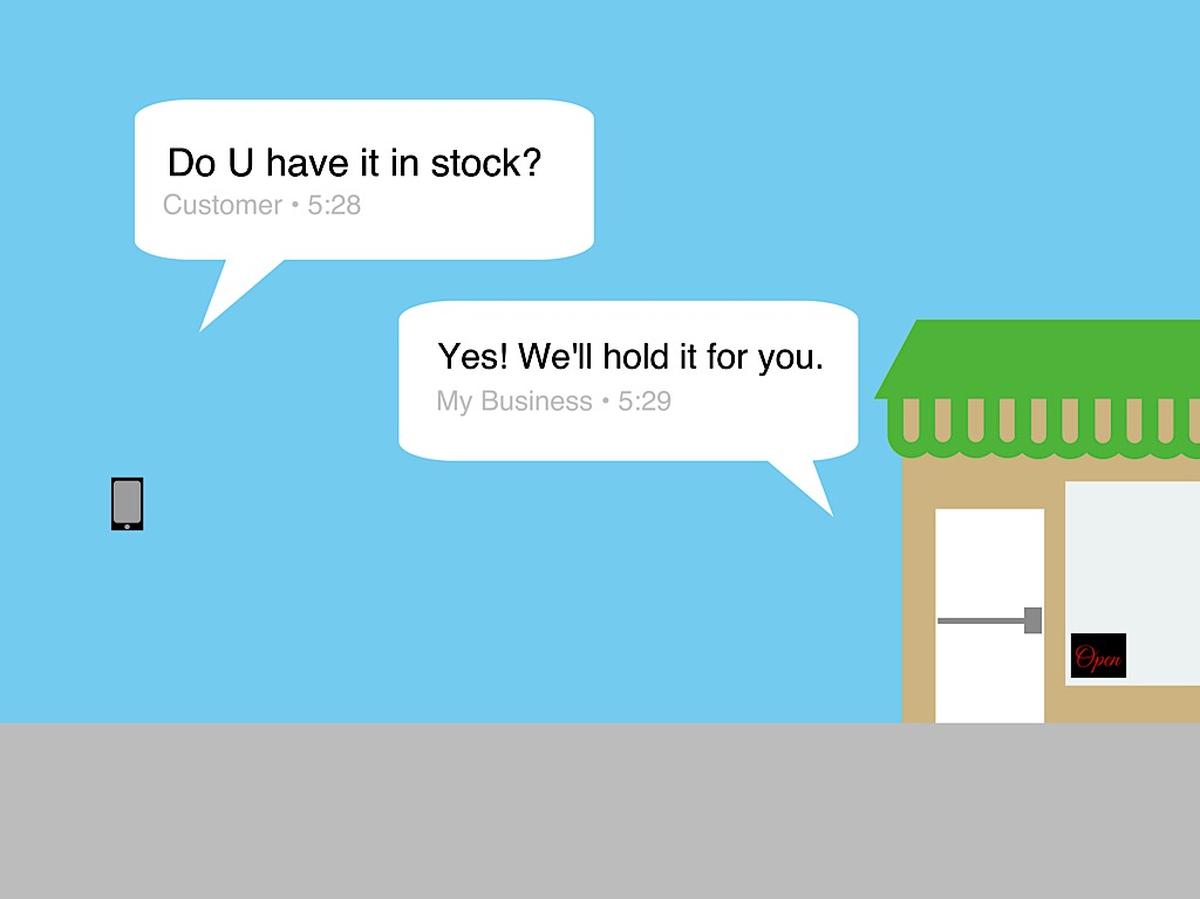 Do U have it in stock?
Customer • 5:28
Yes! We'll hold it for you.
My Business • 5:29
Open